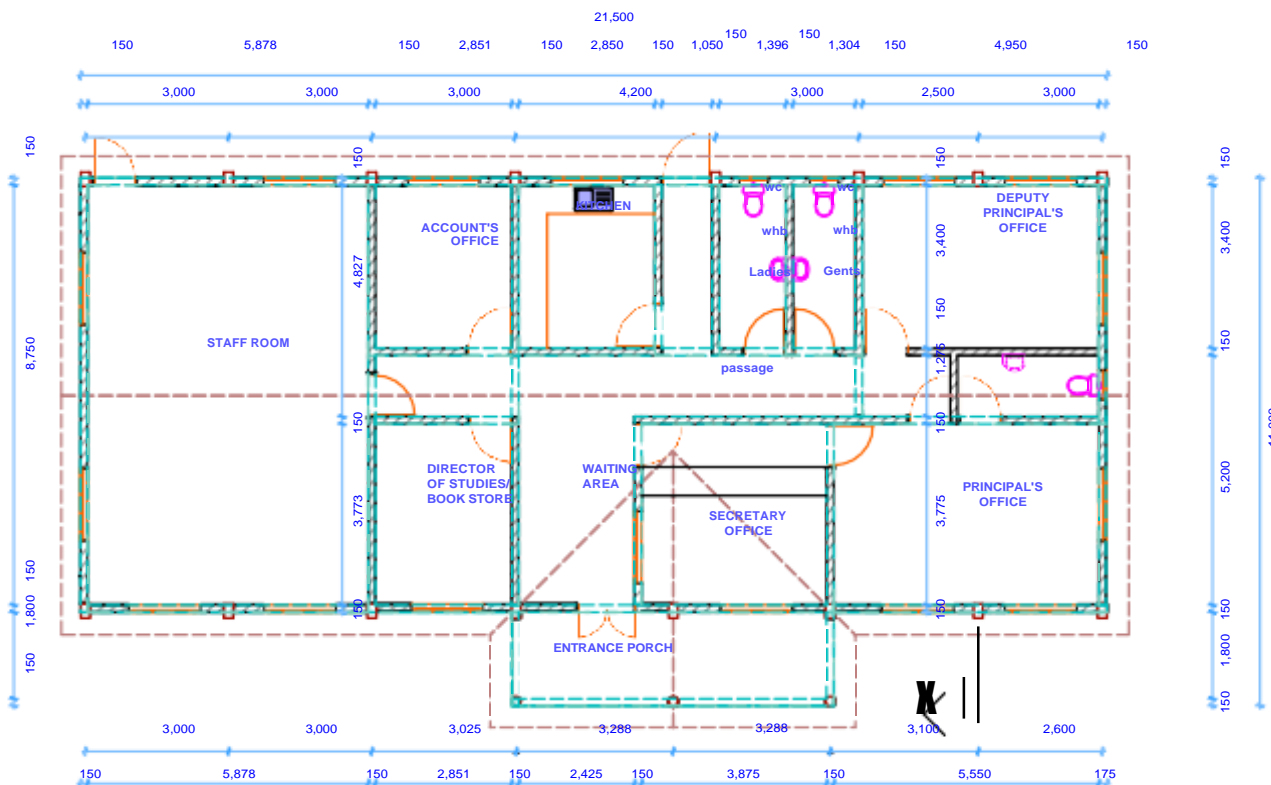 21,500
150 150
150 5,878 150 2,851 150 2,850 150 1,050 1,396 1,304 150 4,950 150
3,000 3,000 3,000 4,200 3,000 2,500 3,000
150 150 150 150
wc wc
KITCHEN
DEPUTY
PRINCIPAL'S
OFFICE
ACCOUNT'S
OFFICE
whb whb
3,400 3,400
4,827
Ladies Gents
150
8,750
STAFF ROOM
150
1,275
passage
150 150
DIRECTOR
OF STUDIES/
BOOK STORE
WAITING
AREA
5,200
PRINCIPAL'S
OFFICE
3,773 3,775
SECRETARY
OFFICE
150
1,800
150 150 150
ENTRANCE PORCH
1,800
150
150
X
3,000 3,000 3,025 3,288 3,288 3,100 2,600
150 5,878 150 2,851 150 2,425 150 3,875 150 5,550 175